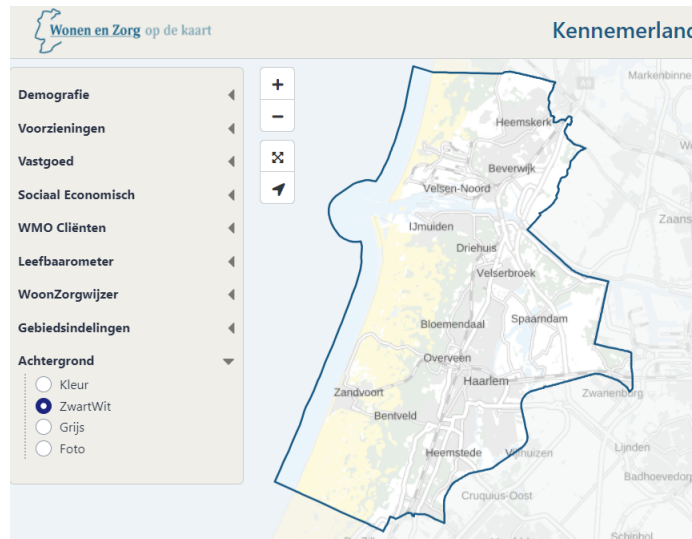 Wonen en Zorg op de kaart
Kennemerland
Demografie
Voorzieningen
Vastgoed
Sociaal Economisch
WMO Cliënten
Leefbaarometer
WoonZorgwijzer
Gebiedsindelingen
Achtergrond
Kleur
ZwartWit
Grijs
Foto
+
−
Markenbinne
A9
Heemskerk
Beverwijk
Velsen-Noord
Zaans
IJmuiden
Driehuis
Velserbroek
Spaarndam
Bloemendaal
Overveen
Haarlem
Zandvoort
Zwanenburg
Bentveld
Heemstede
Vijfhuizen
Lijnden
Badhoevedorp
Cruquius-Oost
Schiphol